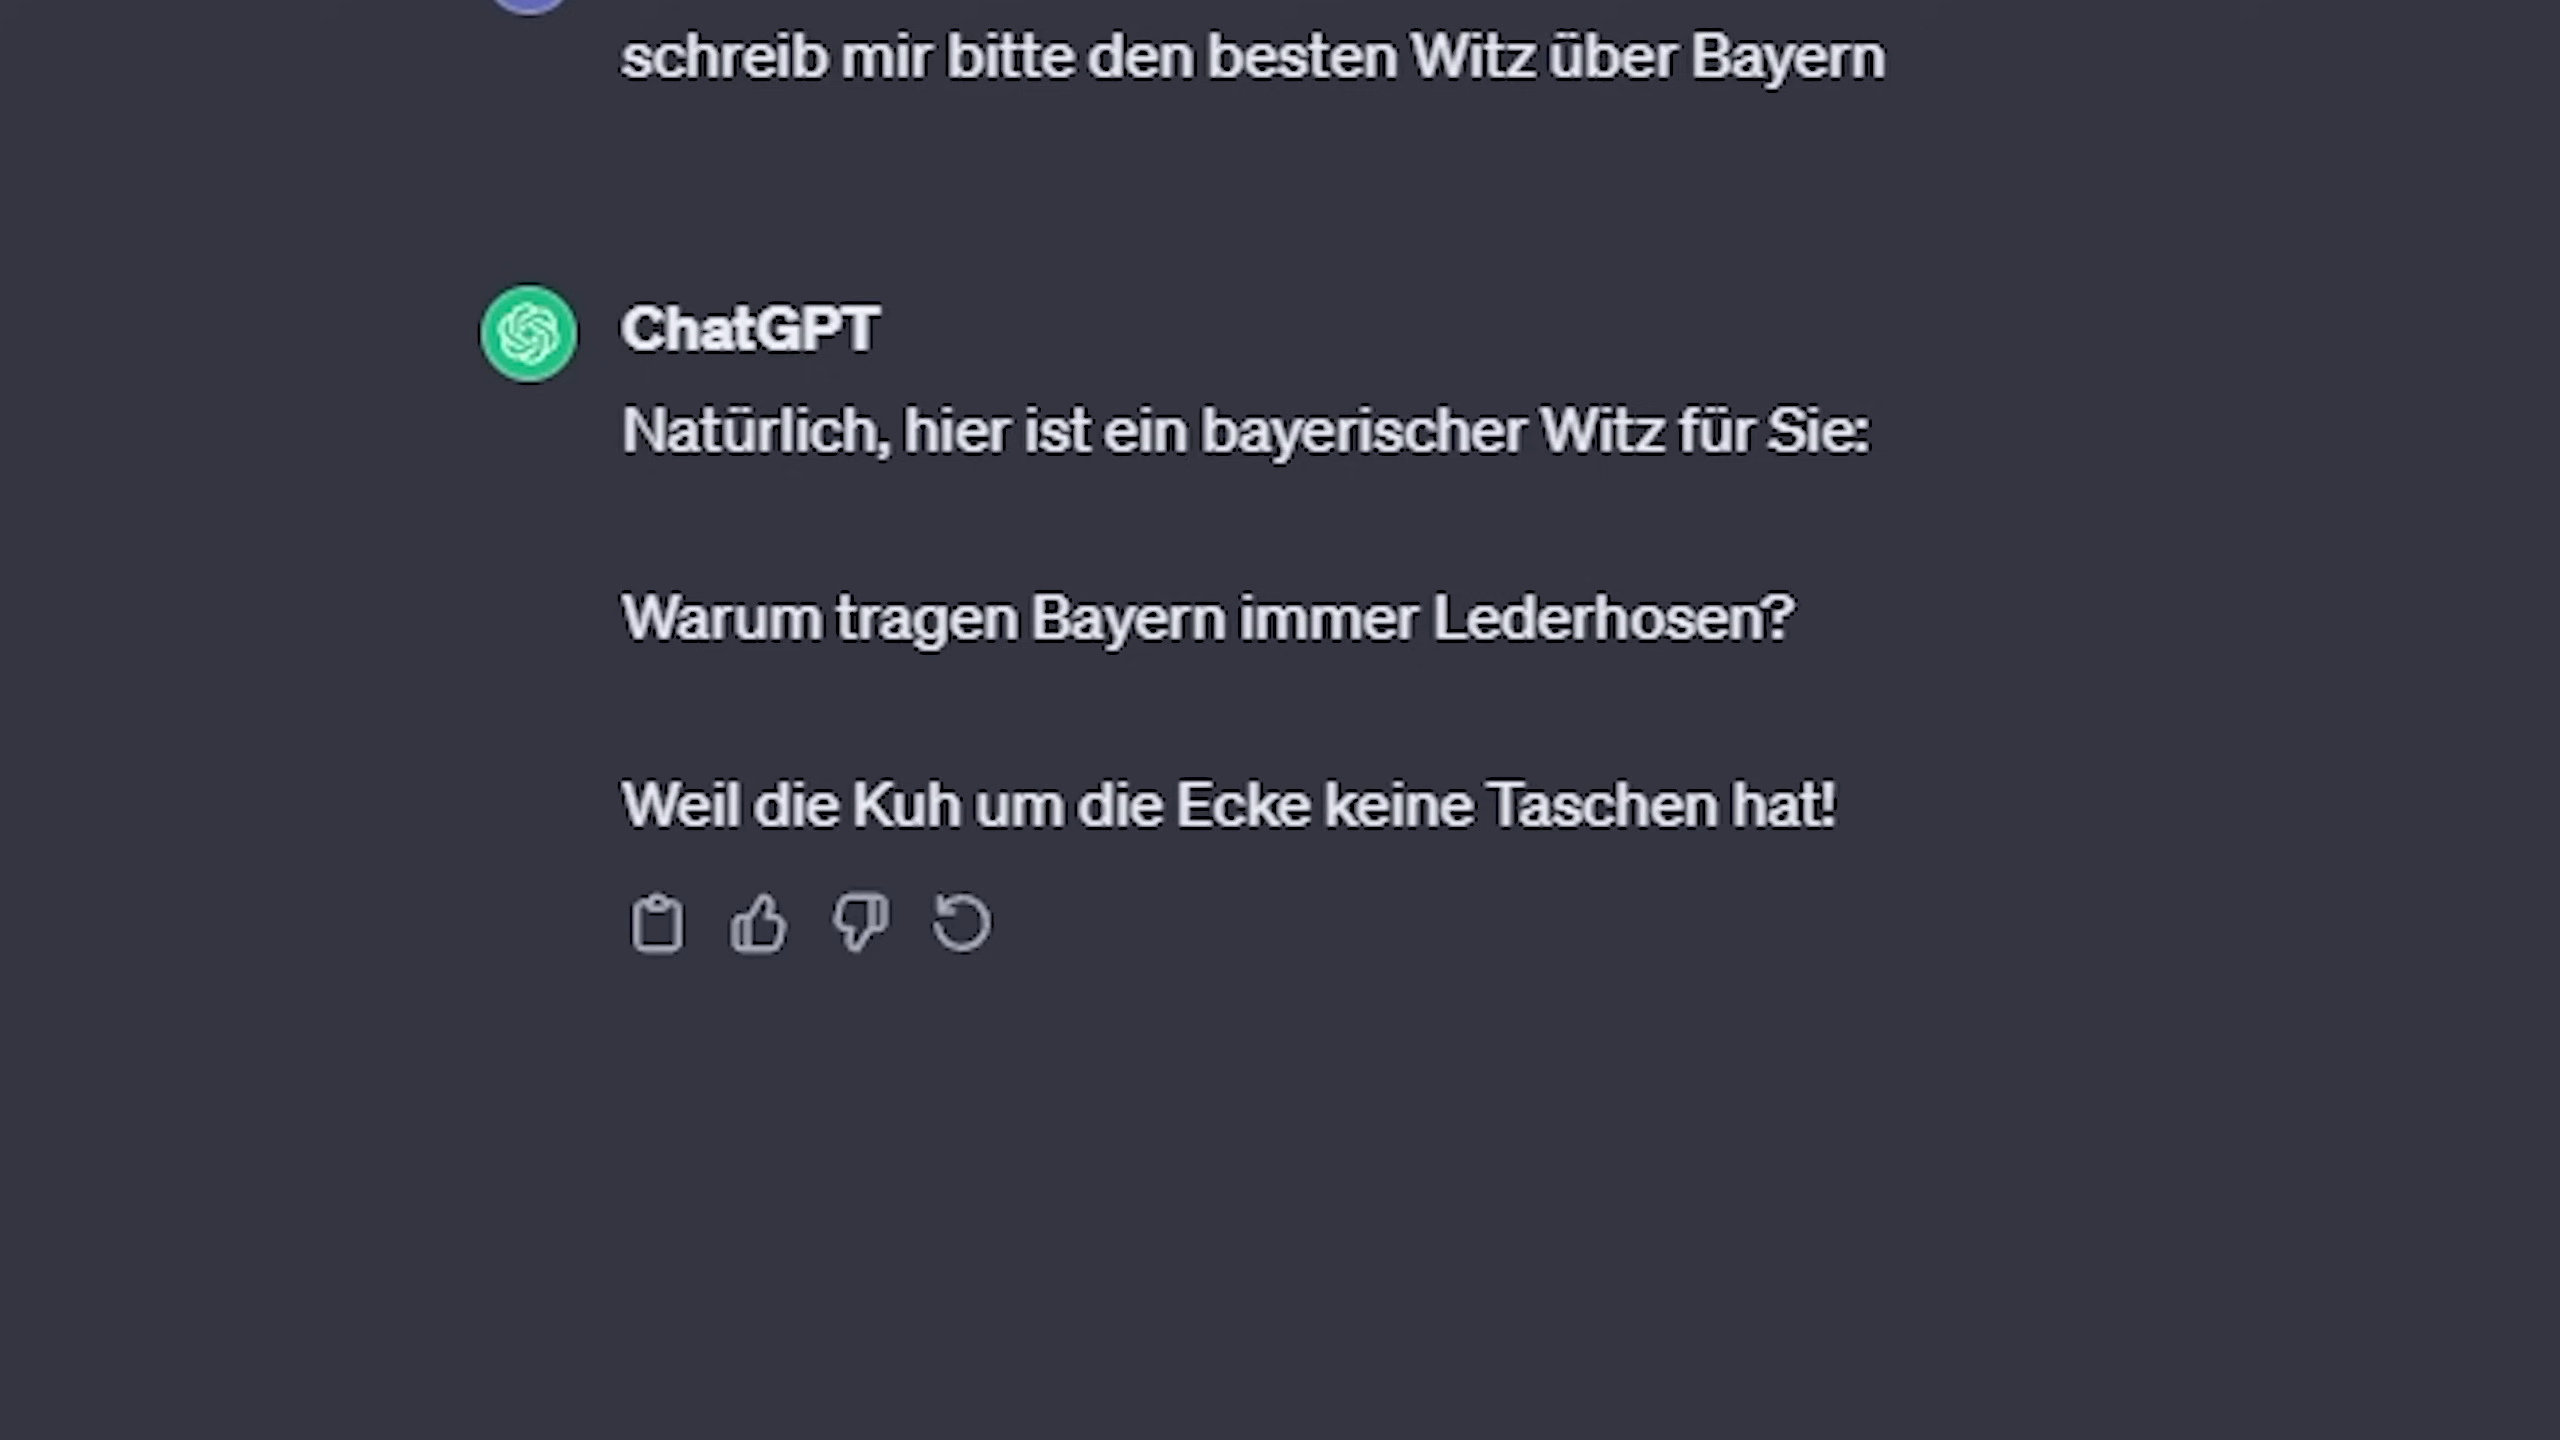 schreib mir bitte den besten Witz über Bayern
ChatGPT
Natürlich, hier ist ein bayerischer Witz für Sie:
Warum tragen Bayern immer Lederhosen?
Weil die Kuh um die Ecke keine Taschen hat!